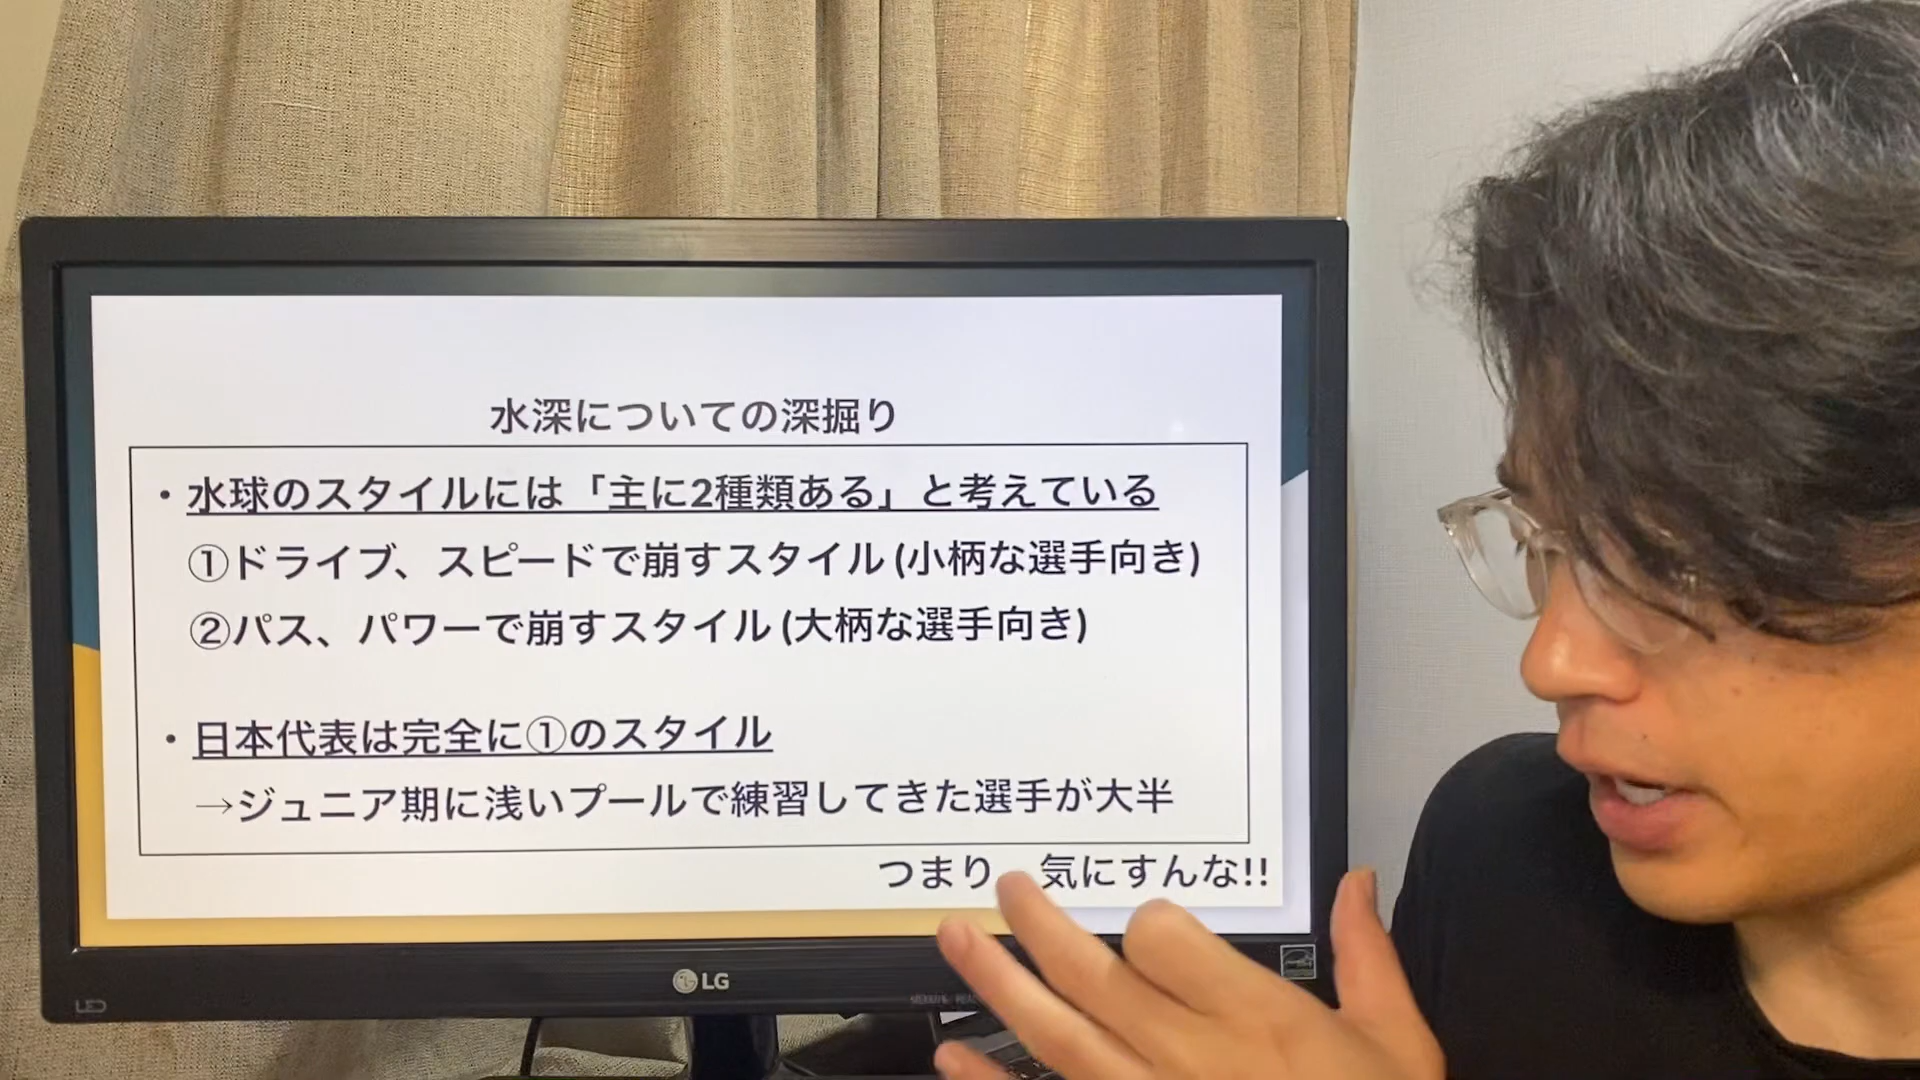 水深についての深掘り
・水球のスタイルには「主に2種類ある」と考えている
①ドライブ、スピードで崩すスタイル(小柄な選手向き)
②パス、パワーで崩すスタイル(大柄な選手向き)
・日本代表は完全に①のスタイル
→ジュニア期に浅いプールで練習してきた選手が大半
つまり 気にすんな!!
LG
LED